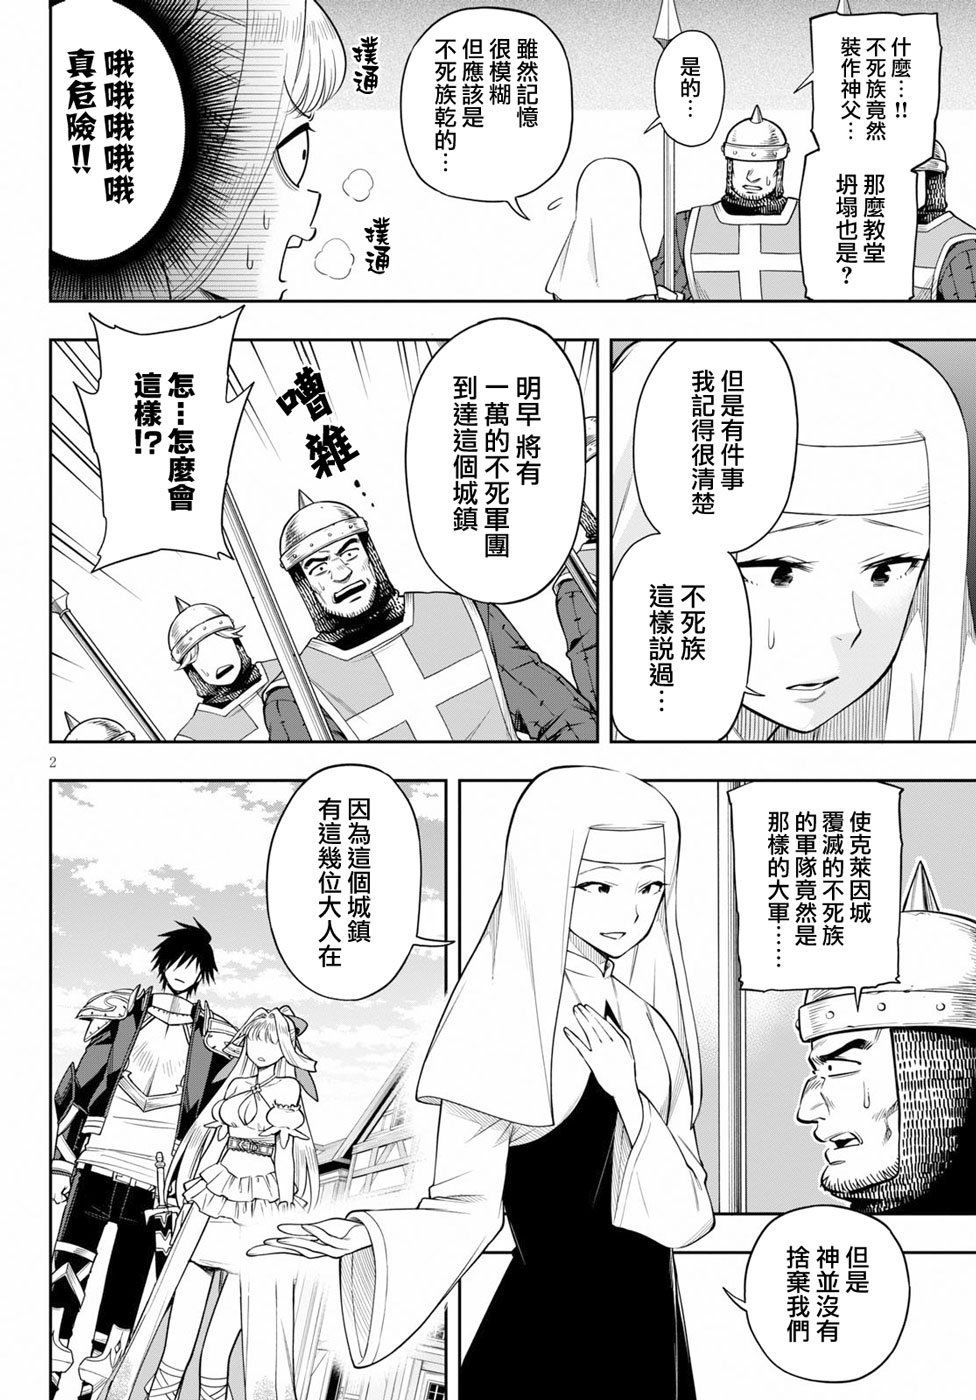 什麼…!!
不死族竟然
裝作神父…
那麼教堂
坍塌也是?
是的…
雖然記憶
很模糊
但應該是
不死族乾的…
撲通
撲通
哦哦哦哦哦
真危險!!
但是有件事
我記得很清楚
不死族
這樣説過…
明早 將有
一萬的不死軍團
到達這個城鎮
嘈雜…
怎…怎麼會
這樣!?
2
使克萊因城
覆滅的不死族
的軍隊竟然是
那樣的大軍……
但是
神並沒有
捨棄我們
因為這個城鎮
有這幾位大人在